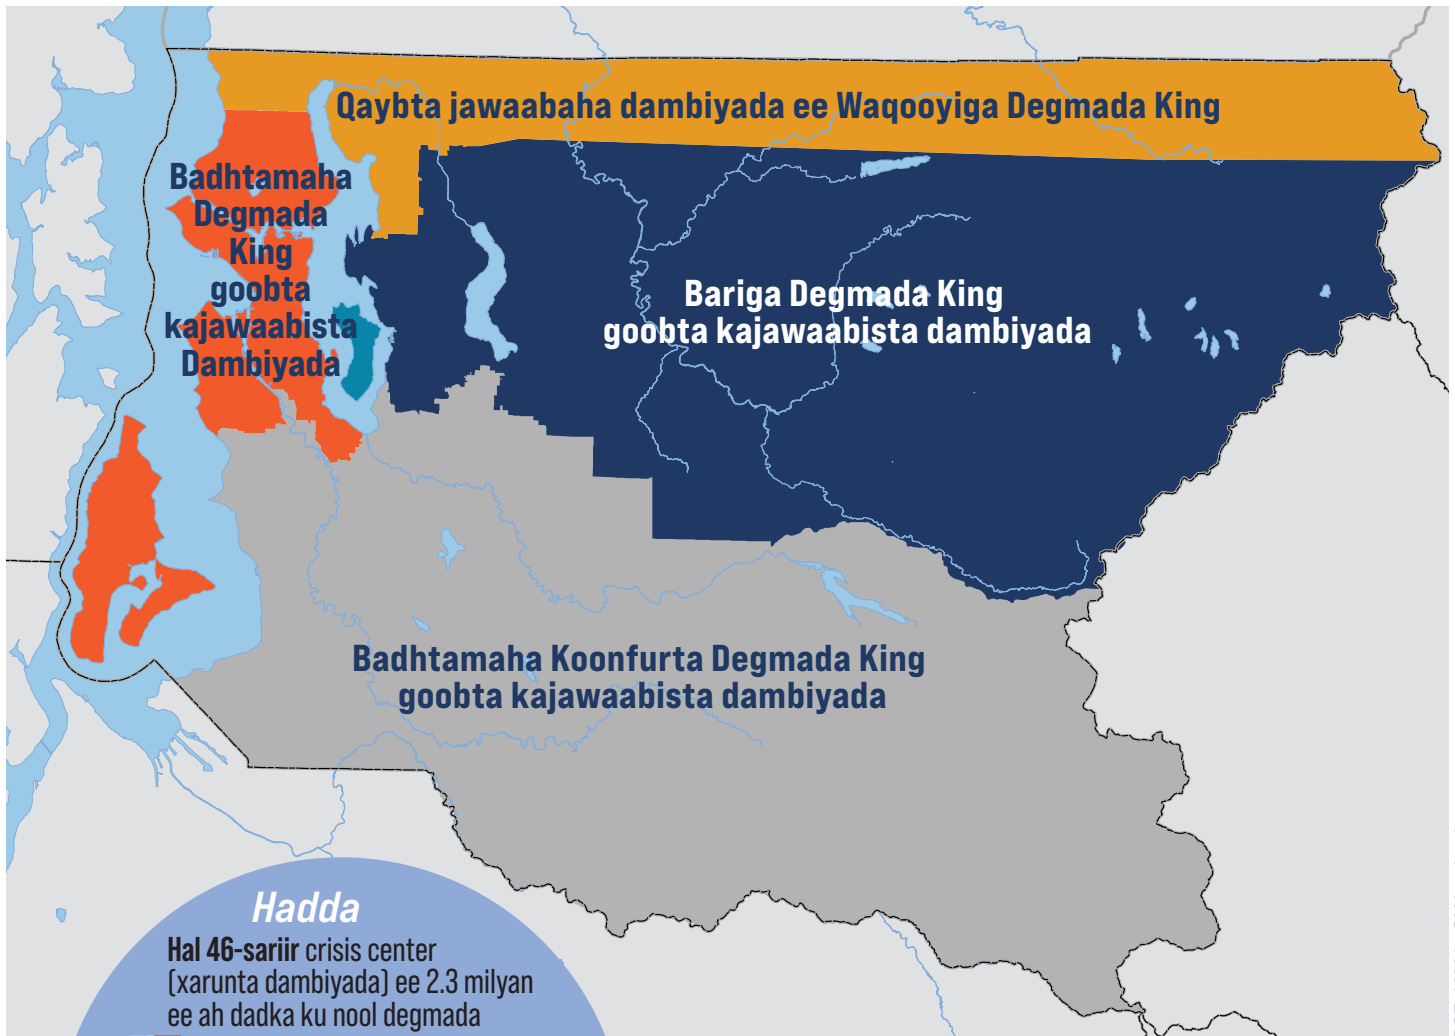 Qaybta jawaabaha dambiyada ee Waqooyiga Degmada King
Badhtamaha
Degmada
King
goobta
kajawaabista
Dambiyada
Bariga Degmada King
goobta kajawaabista dambiyada
Badhtamaha Koonfurta Degmada King
goobta kajawaabista dambiyada
Hadda
Hal 46-sariir crisis center
(xarunta dambiyada) ee 2.3 milyan
ee ah dadka ku nool degmada